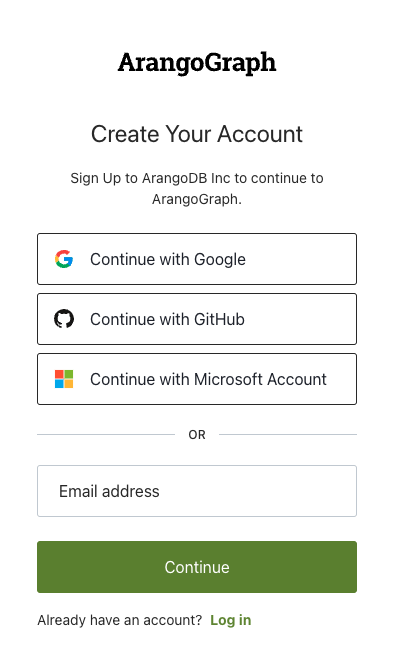 ArangoGraph
Create Your Account
Sign Up to ArangoDB Inc to continue to
ArangoGraph.
Continue with Google
Continue with GitHub
Continue with Microsoft Account
OR
Email address
Continue
Already have an account? Log in